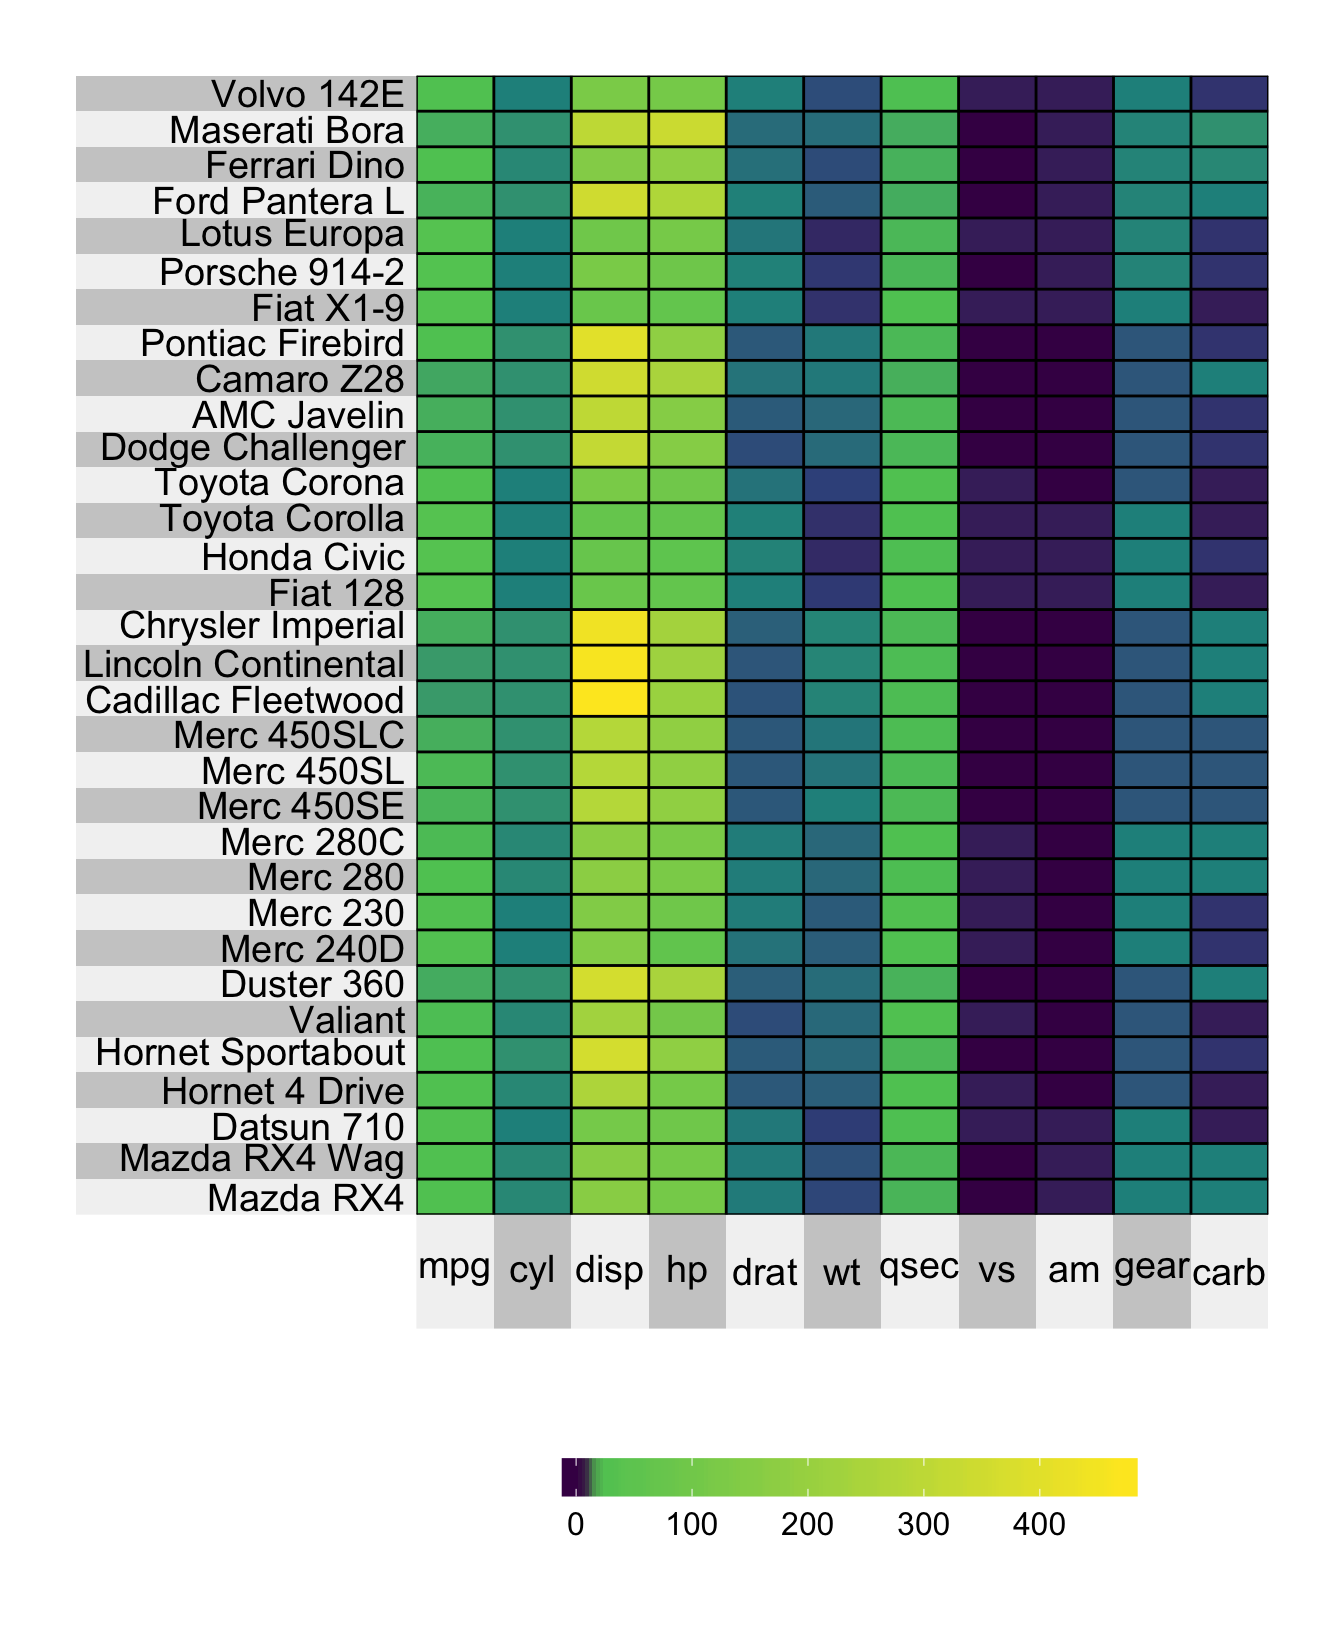 Volvo 142E
Maserati Bora
Ferrari Dino
Ford Pantera L
Lotus Europa
Porsche 914-2
Fiat X1-9
Pontiac Firebird
Camaro Z28
AMC Javelin
Dodge Challenger
Toyota Corona
Toyota Corolla
Honda Civic
Fiat 128
Chrysler Imperial
Lincoln Continental
Cadillac Fleetwood
Merc 450SLC
Merc 450SL
Merc 450SE
Merc 280C
Merc 280
Merc 230
Merc 240D
Duster 360
Valiant
Hornet Sportabout
Hornet 4 Drive
Datsun 710
Mazda RX4 Wag
Mazda RX4
mpg cyl disp hp drat wt qsec vs am gear carb
0 100 200 300 400